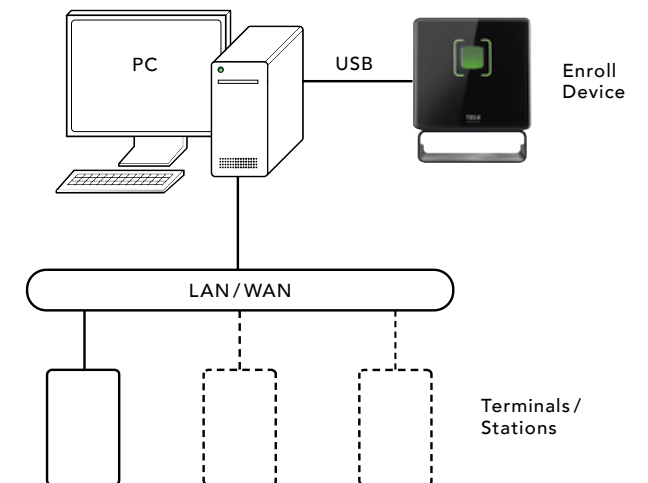 PC
USB
Enroll
Device
LAN/WAN
Terminals/
Stations